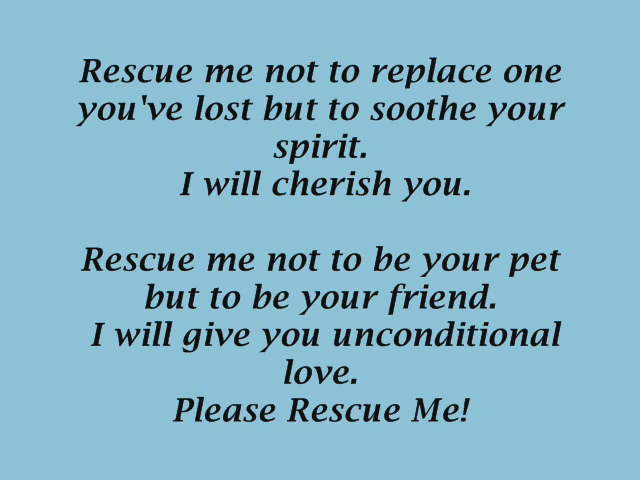 Rescue me not to replace one
you've lost but to soothe your
spirit.
I will cherish you.
Rescue me not to be your pet
but to be your friend.
I will give you unconditional
love.
Please Rescue Me!